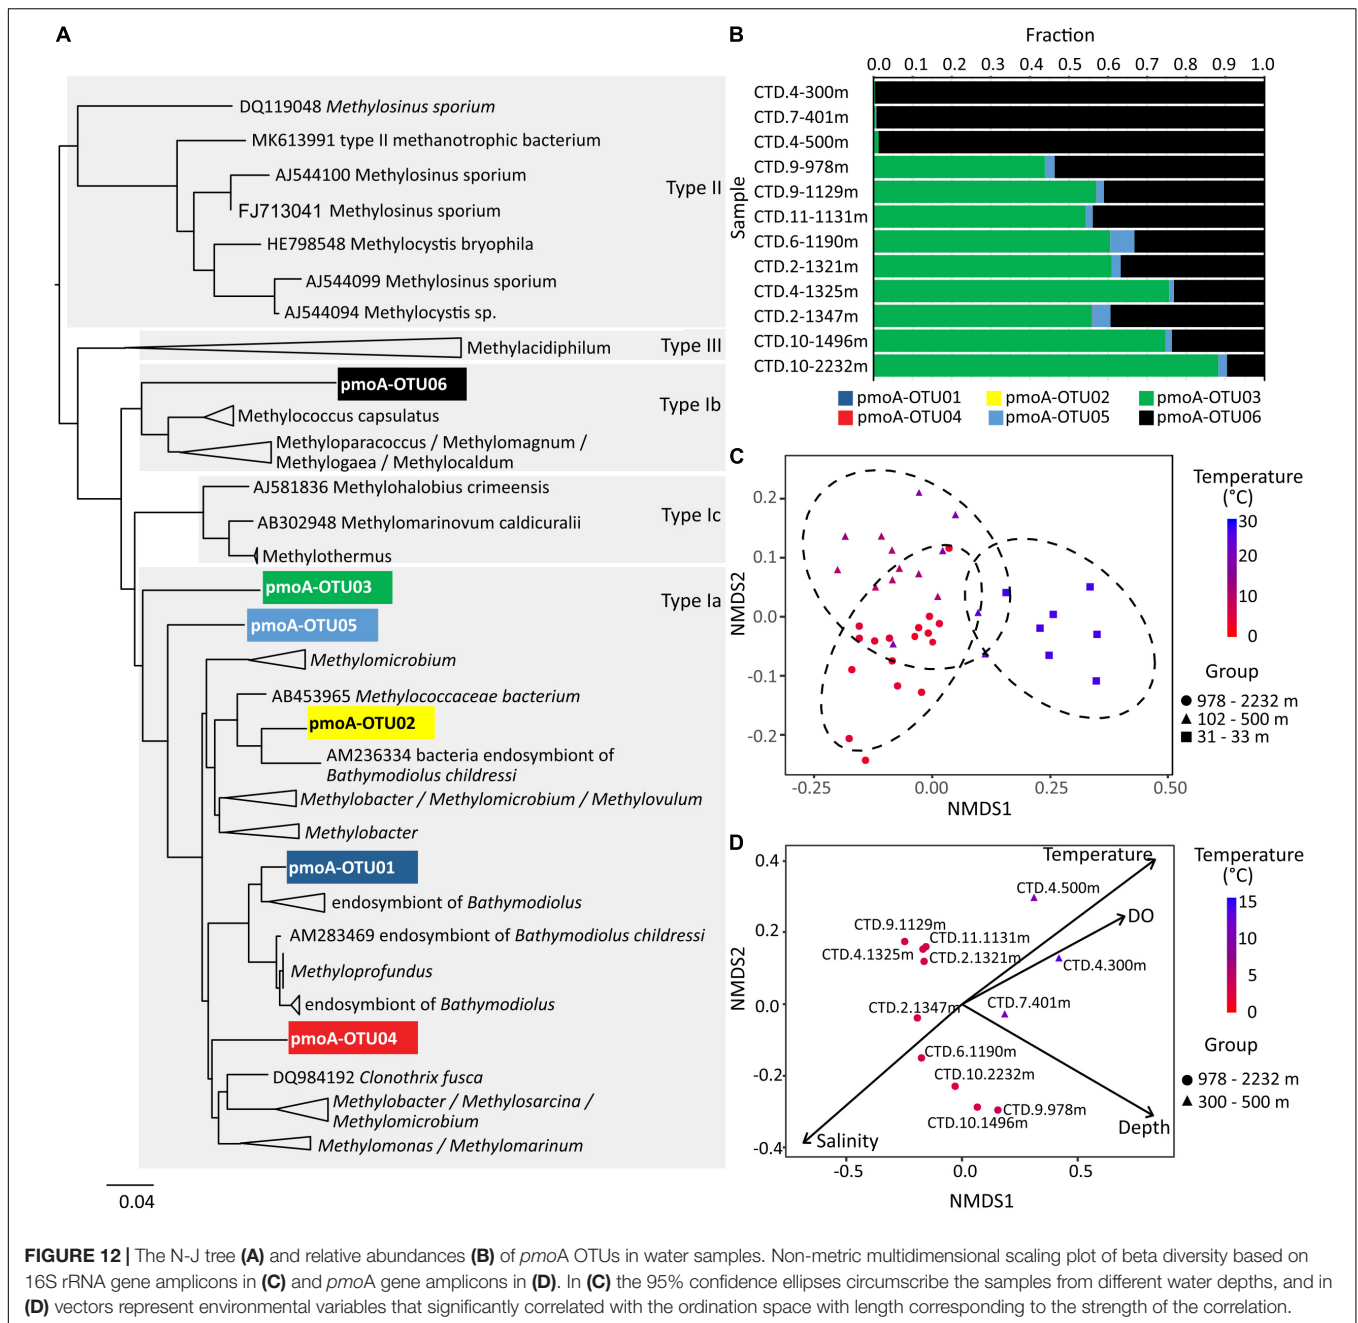 A
DQ119048 Methylosinus sporium
MK613991 type II methanotrophic bacterium
AJ544100 Methylosinus sporium
Type II
FJ713041 Methylosinus sporium
HE798548 Methylocystis bryophila
AJ544099 Methylosinus sporium
AJ544094 Methylocystis sp.
Methylacidiphilum
Type III
pmoA-OTU06
Type Ib
Methylococcus capsulatus
Methyloparacoccus / Methylomagnum /
Methylogaea / Methylocaldum
AJ581836 Methylohalobius crimeensis
Type Ic
AB302948 Methylomarinovum caldicuralii
Methylothermus
pmoA-OTU03
Type Ia
pmoA-OTU05
Methylomicrobium
AB453965 Methylococcaceae bacterium
pmoA-OTU02
AM236334 bacteria endosymbiont of
Bathymodiolus childressi
Methylobacter / Methylomicrobium / Methylovulum
Methylobacter
pmoA-OTU01
endosymbiont of Bathymodiolus
AM283469 endosymbiont of Bathymodiolus childressi
Methyloprofundus
endosymbiont of Bathymodiolus
pmoA-OTU04
DQ984192 Clonothrix fusca
Methylobacter / Methylosarcina /
Methylomicrobium
Methylomonas / Methylomarinum
0.04
B
Fraction
0.0 0.1 0.2 0.3 0.4 0.5 0.6 0.7 0.8 0.9 1.0
Sample
CTD.4-300m
CTD.7-401m
CTD.4-500m
CTD.9-978m
CTD.9-1129m
CTD.11-1131m
CTD.6-1190m
CTD.2-1321m
CTD.4-1325m
CTD.2-1347m
CTD.10-1496m
CTD.10-2232m
pmoA-OTU01 pmoA-OTU02 pmoA-OTU03
pmoA-OTU04 pmoA-OTU05 pmoA-OTU06
C
NMDS2
0.2
0.1
0.0
-0.1
-0.2
-0.25 0.00 0.25 0.50
NMDS1
Temperature
(°C)
30
20
10
0
Group
978 - 2232 m
102 - 500 m
31 - 33 m
D
NMDS2
0.4
0.2
0.0
-0.2
-0.4
Temperature
CTD.4.500m
DO
CTD.9.1129m
CTD.11.1131m
CTD.4.1325m
CTD.2.1321m
CTD.4.300m
CTD.7.401m
CTD.2.1347m
CTD.6.1190m
CTD.10.2232m
CTD.9.978m
CTD.10.1496m
Depth
Salinity
-0.5 0.0 0.5
NMDS1
Temperature
(°C)
15
10
5
0
Group
978 - 2232 m
300 - 500 m
FIGURE 12 | The N-J tree (A) and relative abundances (B) of pmoA OTUs in water samples. Non-metric multidimensional scaling plot of beta diversity based on
16S rRNA gene amplicons in (C) and pmoA gene amplicons in (D). In (C) the 95% confidence ellipses circumscribe the samples from different water depths, and in
(D) vectors represent environmental variables that significantly correlated with the ordination space with length corresponding to the strength of the correlation.